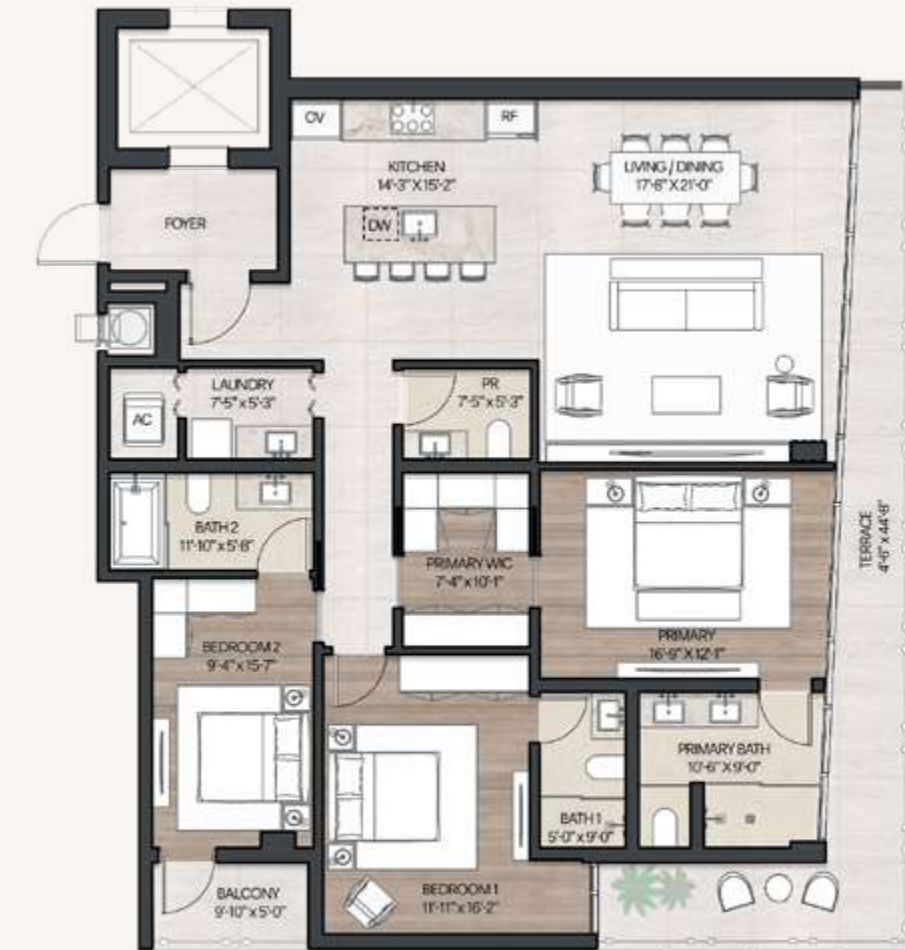 OV
RF
KITCHEN
14'-3" X 15'-2"
LIVING / DINING
17'-8" X 21'-0"
FOYER
DW
LAUNDRY
7'-5" x 5'-3"
PR
7'-5" x 5'-3"
AC
BATH 2
11'-10" x 5'-8"
PRIMARY WIC
7'-4" x 10'-1"
TERRACE
4'-6" x 44'-8"
PRIMARY
16'-9" X 12'-1"
BEDROOM 2
9'-4" x 15'-7"
PRIMARY BATH
10'-6" X 9'-0"
BATH 1
5'-0" x 9'-0"
BEDROOM 1
11'-11" x 16'-2"
BALCONY
9'-10" x 5'-0"